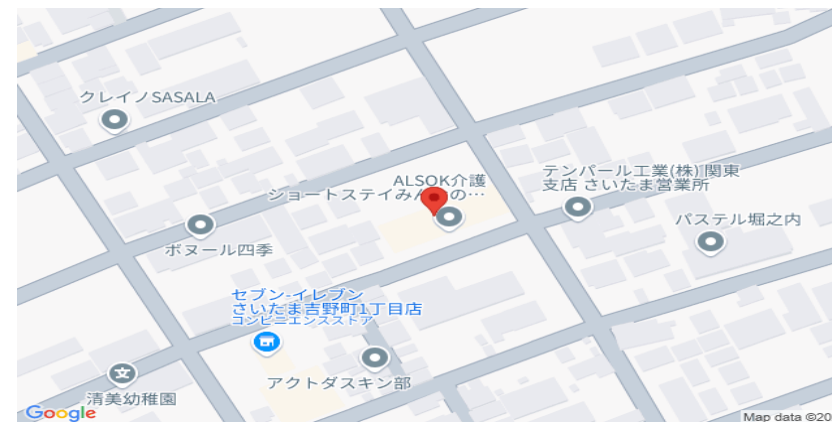 クレイノSASALA
ALSOK介護
ショートステイみん の…
テンパール工業(株) 関東
支店 さいたま営業所
パステル堀之内
ボヌール四季
セブン-イレブン
さいたま吉野町1丁目店
コンビニエンスストア
アクトダスキン部
清美幼稚園
Google
Map data ©20